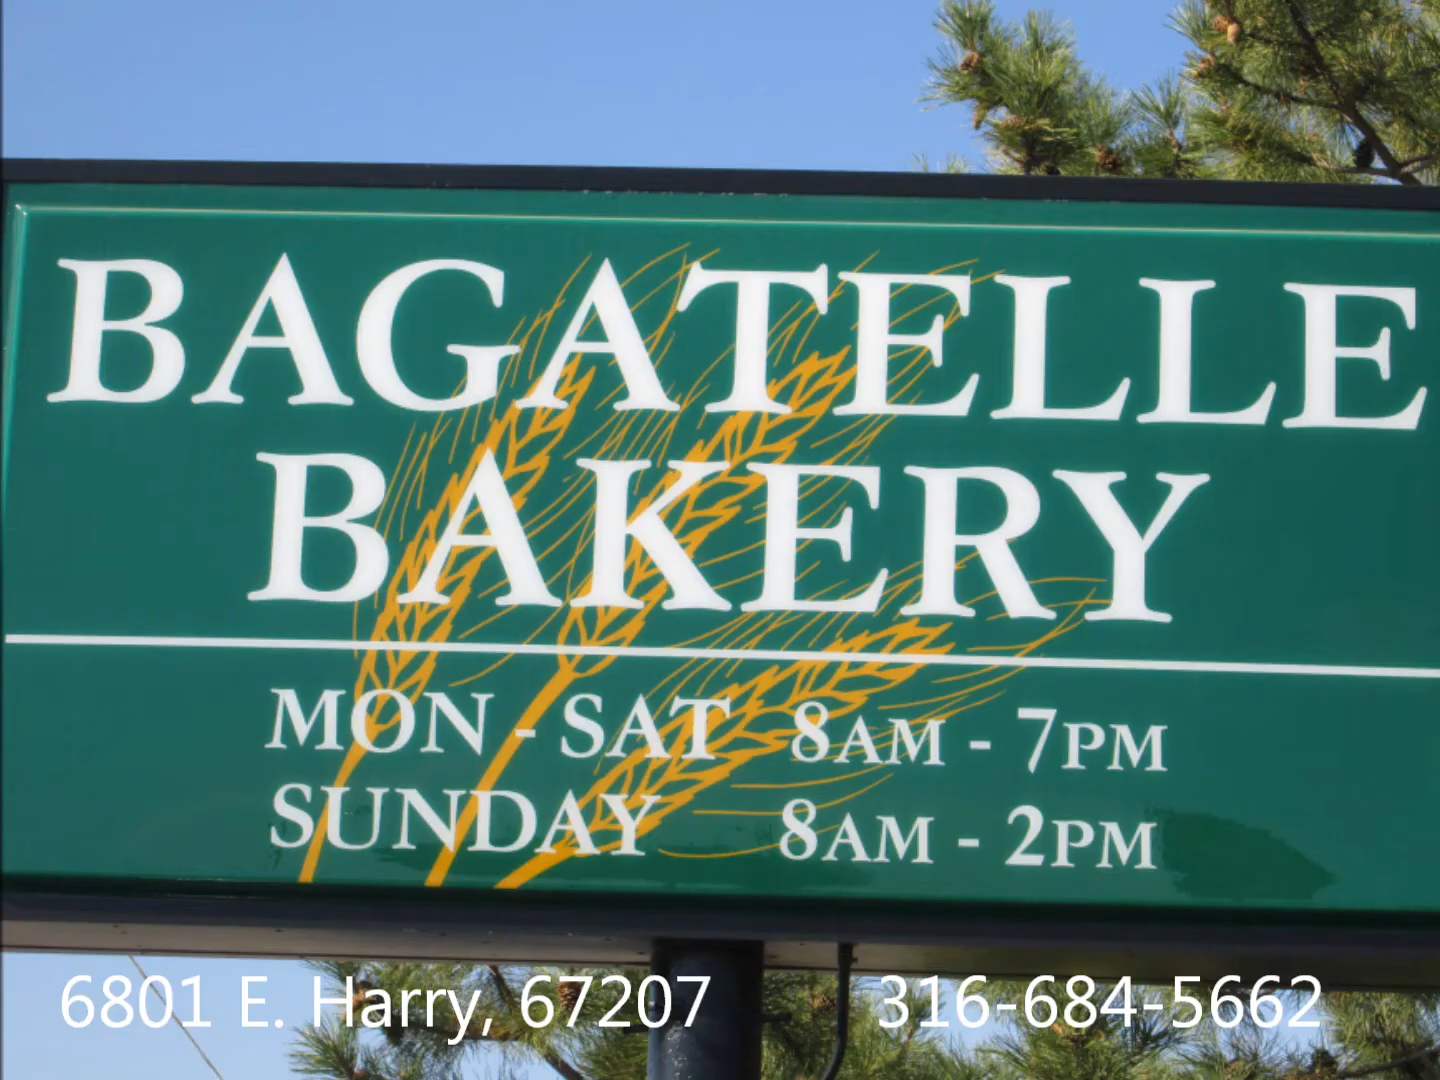 BAGATELLE
BAKERY
MON - SAT 8AM - 7PM
SUNDAY 8AM - 2PM
6801 E. Harry, 67207 316-684-5662